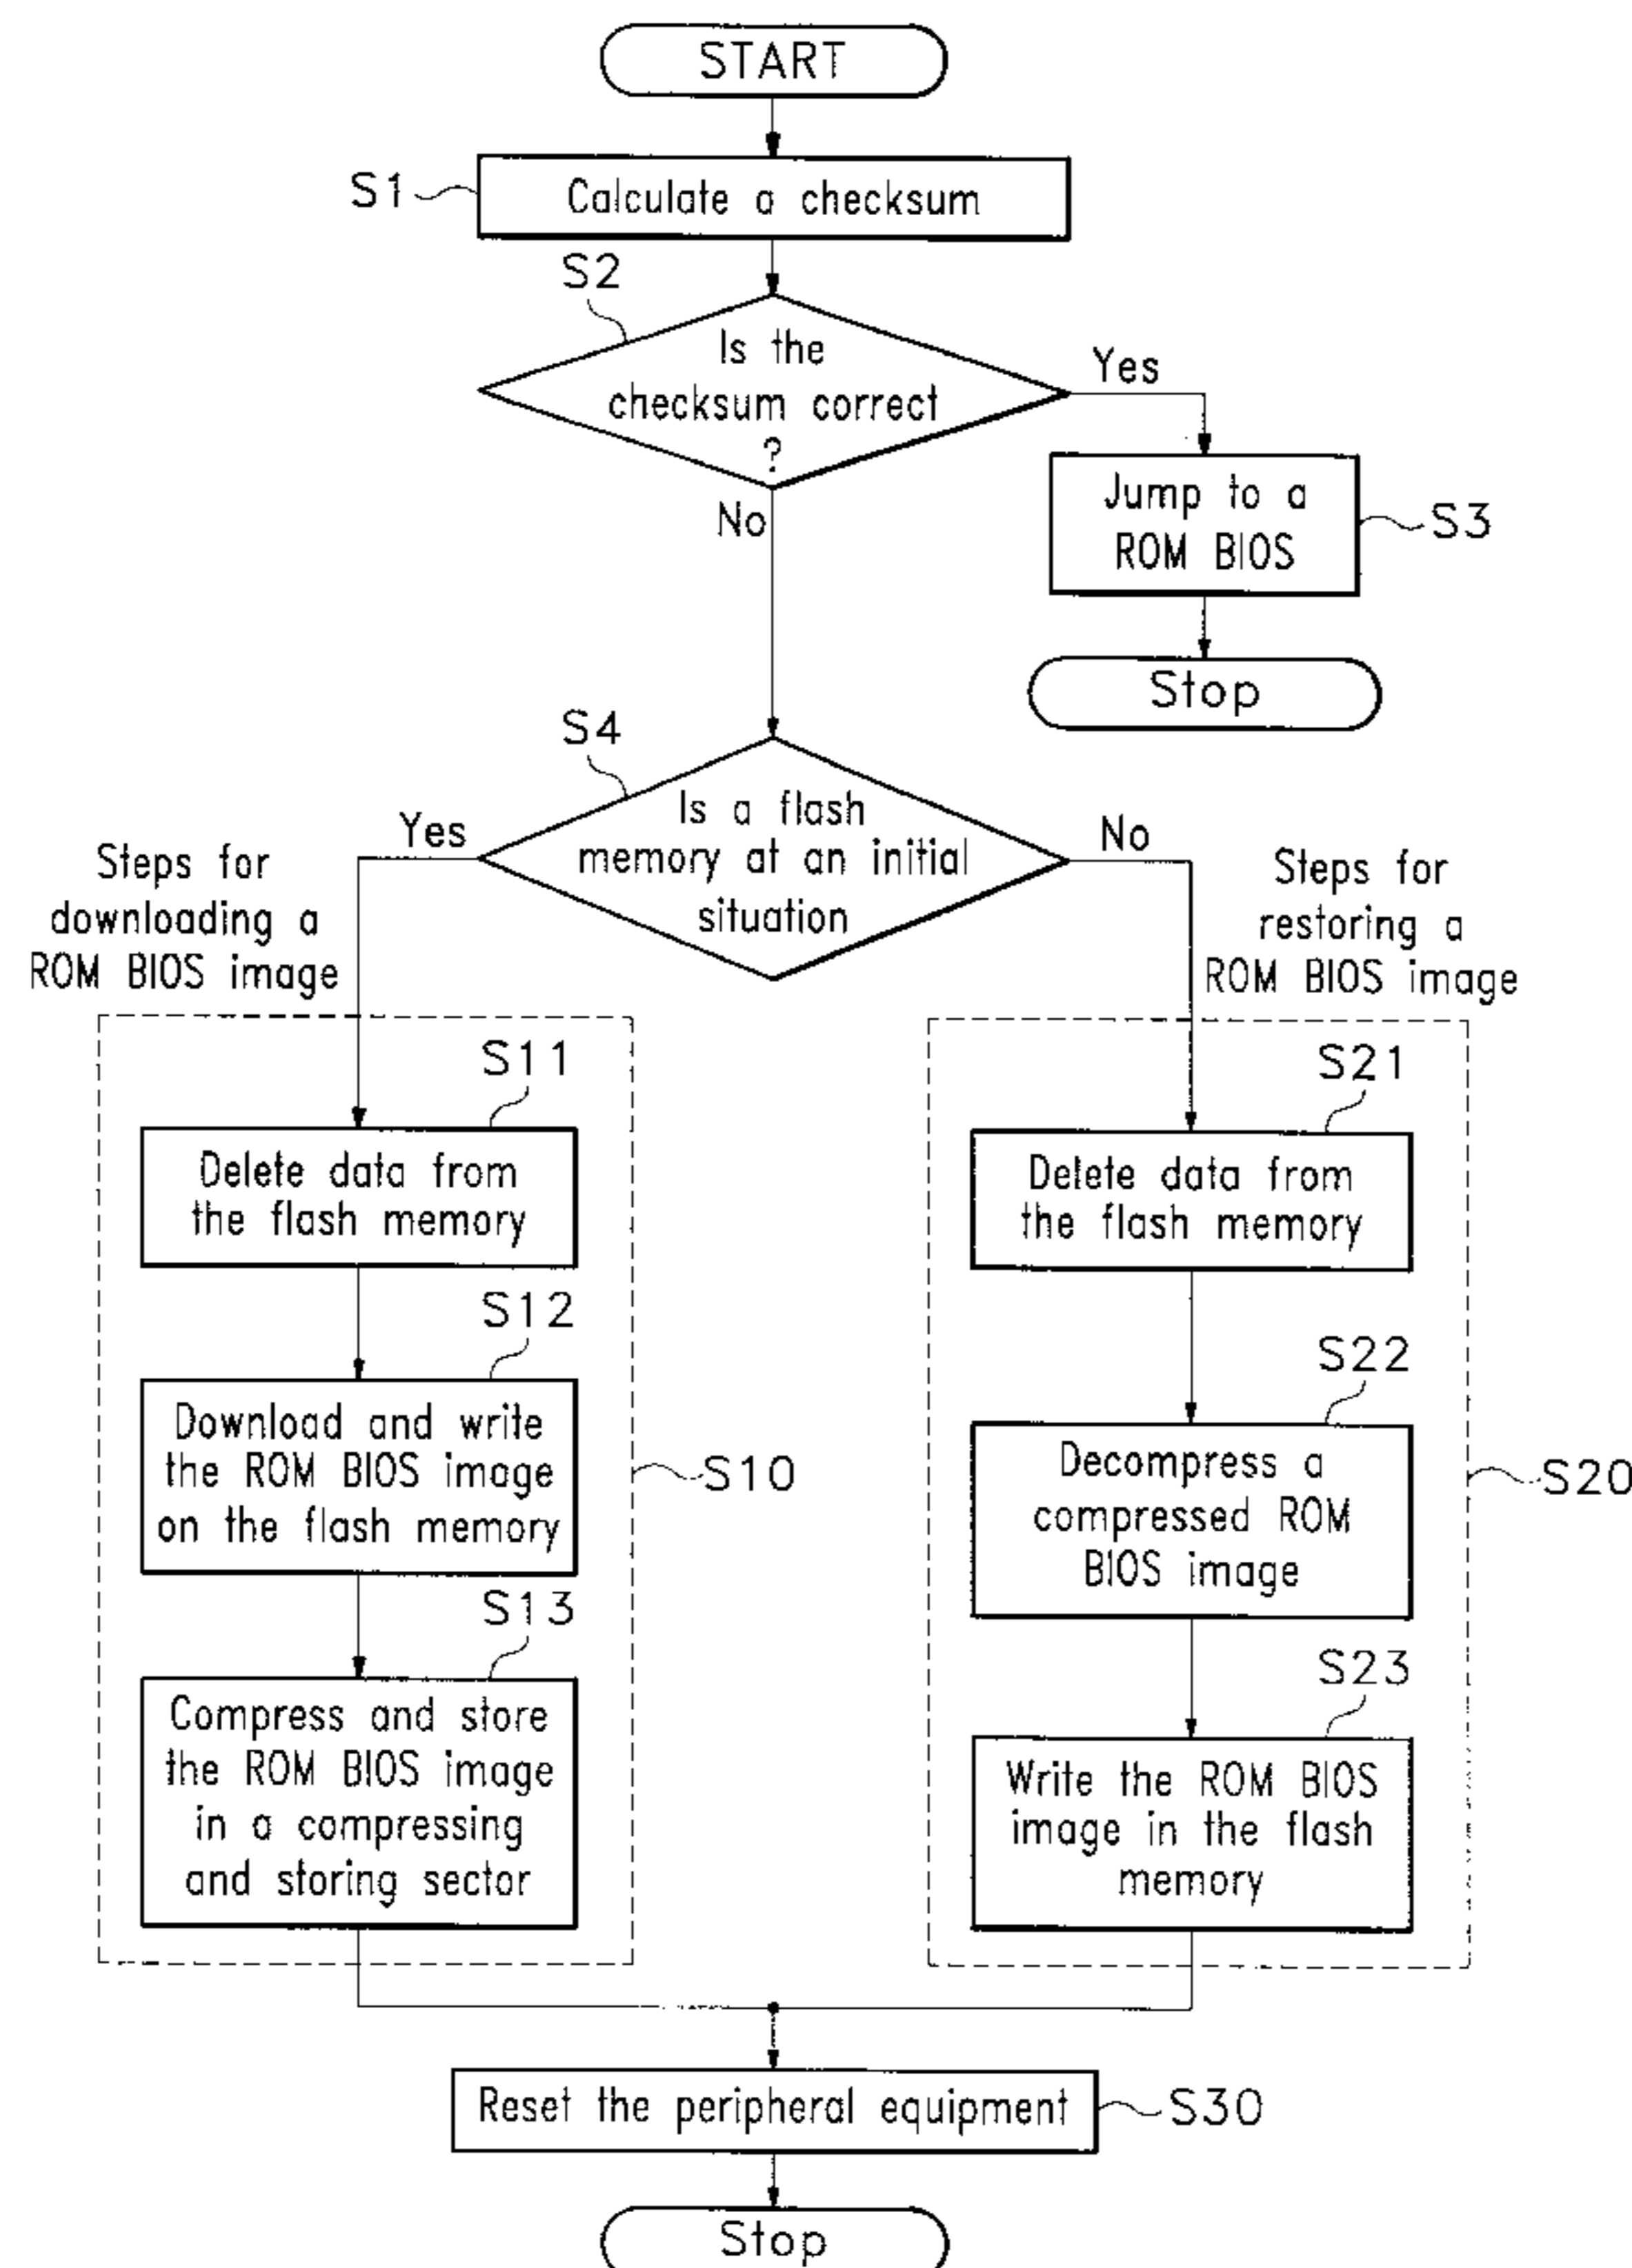 START
S1
Calculate a checksum
S2
Is the
checksum correct
?
Yes
No
Jump to a
ROM BIOS
S3
Stop
S4
Is a flash
memory at an initial
situation
Yes
No
Steps for
downloading a
ROM BIOS image
Steps for
restoring a
ROM BIOS image
S11
Delete data from
the flash memory
S12
Download and write
the ROM BIOS image
on the flash memory
S10
S13
Compress and store
the ROM BIOS image
in a compressing
and storing sector
S21
Delete data from
the flash memory
S22
Decompress a
compressed ROM
BIOS image
S20
S23
Write the ROM BIOS
image in the flash
memory
Reset the peripheral equipment
S30
Stop